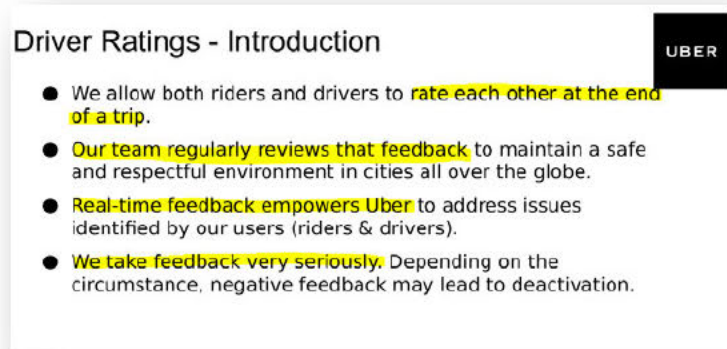 Driver Ratings - Introduction
UBER
● We allow both riders and drivers to rate each other at the end
of a trip.
● Our team regularly reviews that feedback to maintain a safe
and respectful environment in cities all over the globe.
● Real-time feedback empowers Uber to address issues
identified by our users (riders & drivers).
● We take feedback very seriously. Depending on the
circumstance, negative feedback may lead to deactivation.